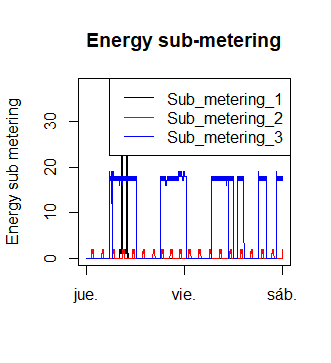 Energy sub-metering
Sub_metering_1
Sub_metering_2
Sub_metering_3
Energy sub metering
30
20
10
0
jue.
vie.
sáb.